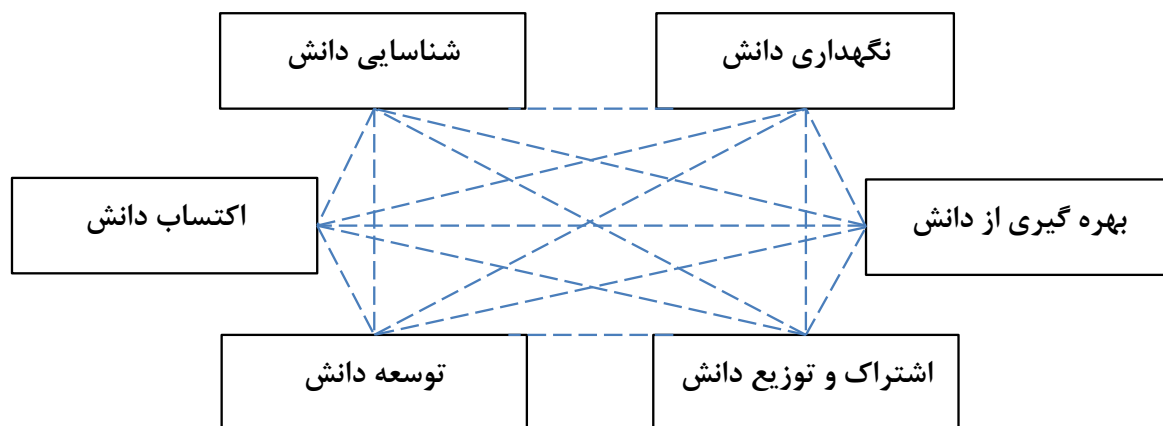 نگهداری دانش
شناسایی دانش
بهره گیری از دانش
اکتساب دانش
اشتراک و توزیع دانش
توسعه دانش